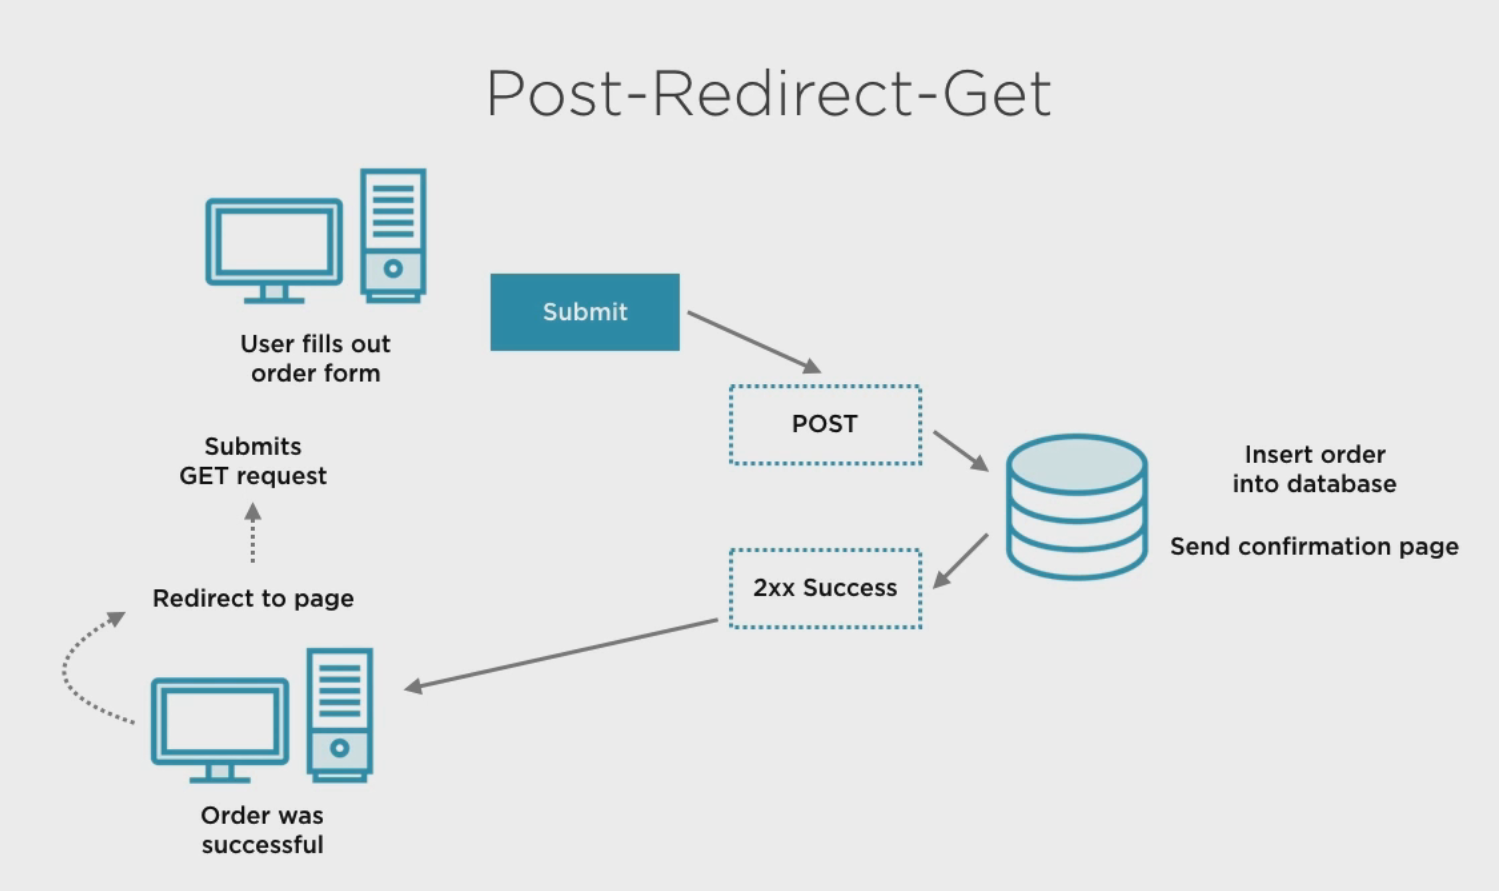 Post-Redirect-Get
User fills out
order form
Submit
Submits
GET request
POST
Insert order
into database
Send confirmation page
2xx Success
Redirect to page
Order was
successful